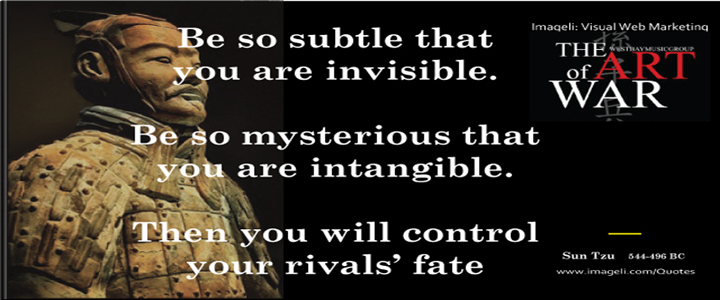 Be so subtle that
you are invisible.
Be so mysterious that
you are intangible.
Then you will control
your rivals’ fate
Imageli: Visual Web Marketing
WESTBAYMUSICGROUP
THE
of ART
WAR
Sun Tzu 544-496 BC
www.imageli.com/Quotes